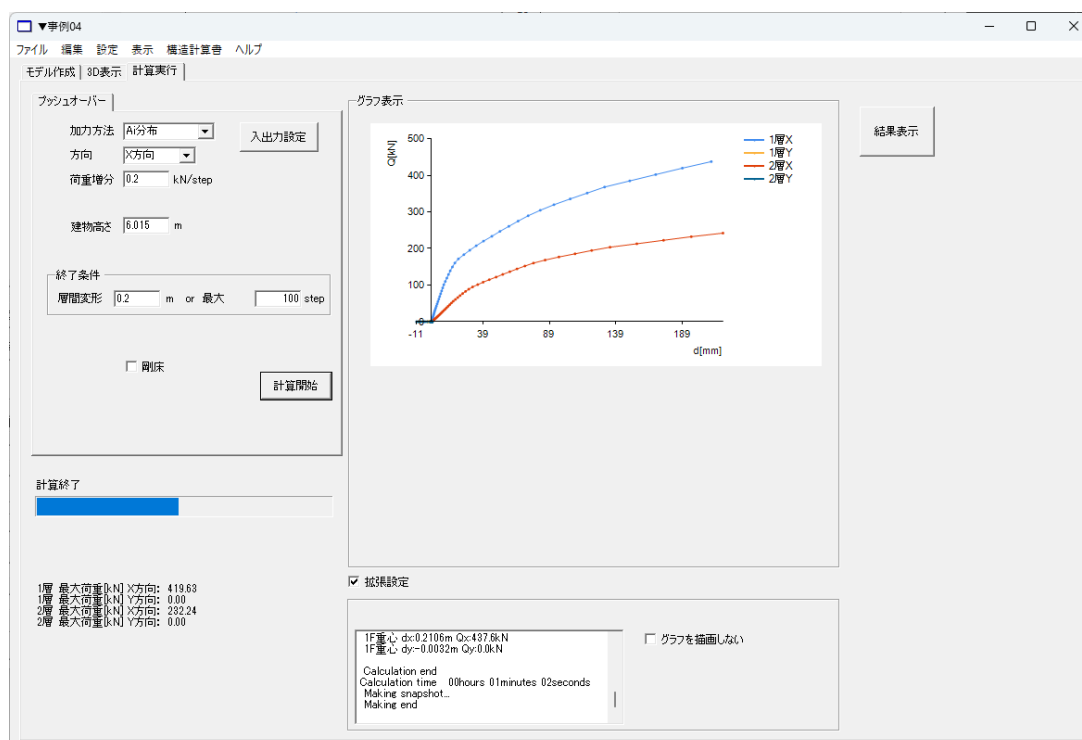 ▼事例04
ファイル 編集 設定 表示 構造計算書 ヘルプ
モデル作成 3D表示 計算実行
プッシュオーバー
加力方法 Ai分布
入出力設定
方向 X方向
荷重増分 0.2 kN/step
建物高さ 6.015 m
終了条件
層間変形 0.2 m or 最大 100 step
剛床
計算開始
計算終了
1層 最大荷重[kN] X方向: 419.63
1層 最大荷重[kN] Y方向: 0.00
2層 最大荷重[kN] X方向: 232.24
2層 最大荷重[kN] Y方向: 0.00
グラフ表示
Q[kN]
500
400
300
200
100
0
-11 39 89 139 189
d[mm]
1層X
1層Y
2層X
2層Y
結果表示
拡張設定
1F重心 dx:0.2106m Qx:437.6kN
1F重心 dy:-0.0032m Qy:0.0kN
Calculation end
Calculation time 00hours 01minutes 02seconds
Making snapshot...
Making end
グラフを描画しない